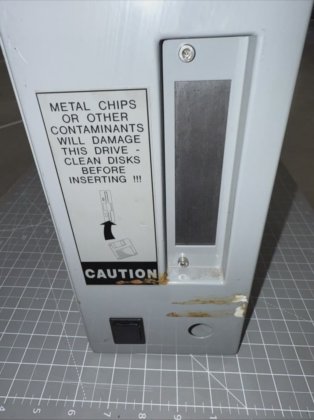 METAL CHIPS
OR OTHER
CONTAMINANTS
WILL DAMAGE
THIS DRIVE -
CLEAN DISKS
BEFORE
INSERTING !!!
CAUTION